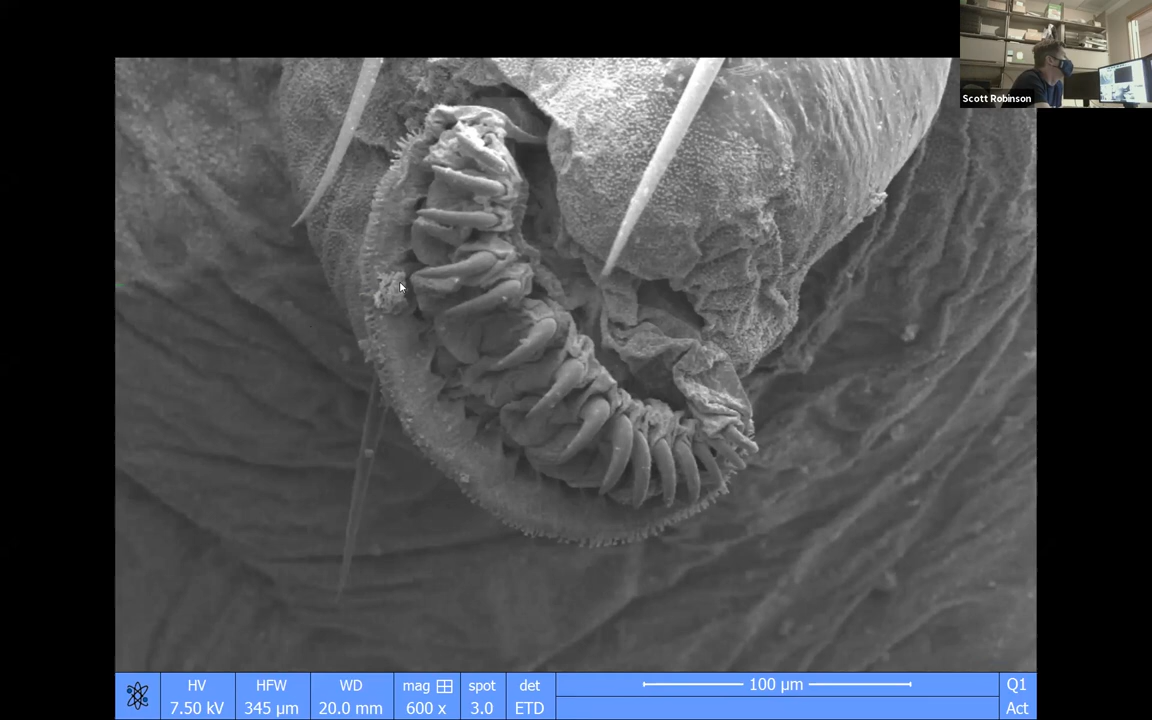 Scott Robinson
HV HFW WD mag spot det 100 µm Q1
7.50 kV 345 µm 20.0 mm 600 x 3.0 ETD Act